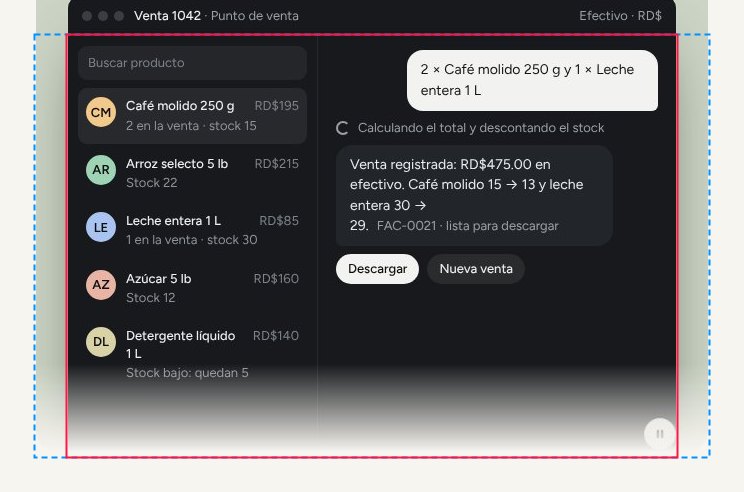 Venta 1042 · Punto de venta
Efectivo · RD$
Buscar producto
CM
Café molido 250 g
RD$195
2 en la venta · stock 15
AR
Arroz selecto 5 lb
RD$215
Stock 22
LE
Leche entera 1 L
RD$85
1 en la venta · stock 30
AZ
Azúcar 5 lb
RD$160
Stock 12
DL
Detergente líquido
1 L
RD$140
Stock bajo: quedan 5
2 × Café molido 250 g y 1 × Leche
entera 1 L
Calculando el total y descontando el stock
Venta registrada: RD$475.00 en
efectivo. Café molido 15 → 13 y leche
entera 30 →
29. FAC-0021 · lista para descargar
Descargar
Nueva venta